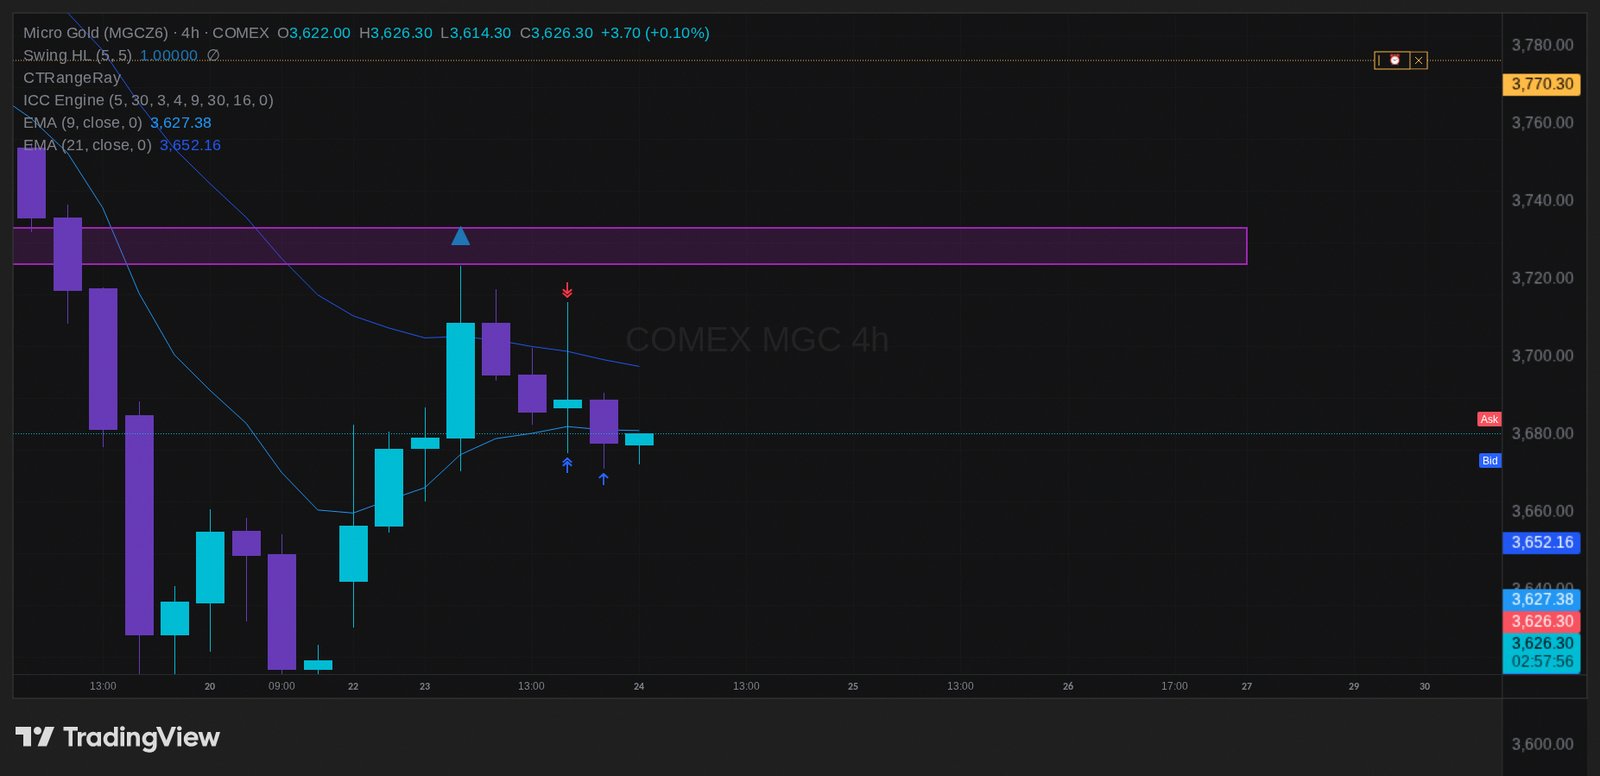 Micro Gold (MGCZ6) · 4h · COMEX O3,622.00 H3,626.30 L3,614.30 C3,626.30 +3.70 (+0.10%)
Swing HL (5, 5) 1.00000 ∅
CTRangeRay
ICC Engine (5, 30, 3, 4, 9, 30, 16, 0)
EMA (9, close, 0) 3,627.38
EMA (21, close, 0) 3,652.16
COMEX MGC 4h
3,780.00
3,770.30
3,760.00
3,740.00
3,720.00
3,700.00
Ask
3,680.00
Bid
3,660.00
3,652.16
3,640.00
3,627.38
3,626.30
3,626.30
02:57:56
3,600.00
13:00 20 09:00 22 23 13:00 24 13:00 25 13:00 26 17:00 27 29 30
TradingView